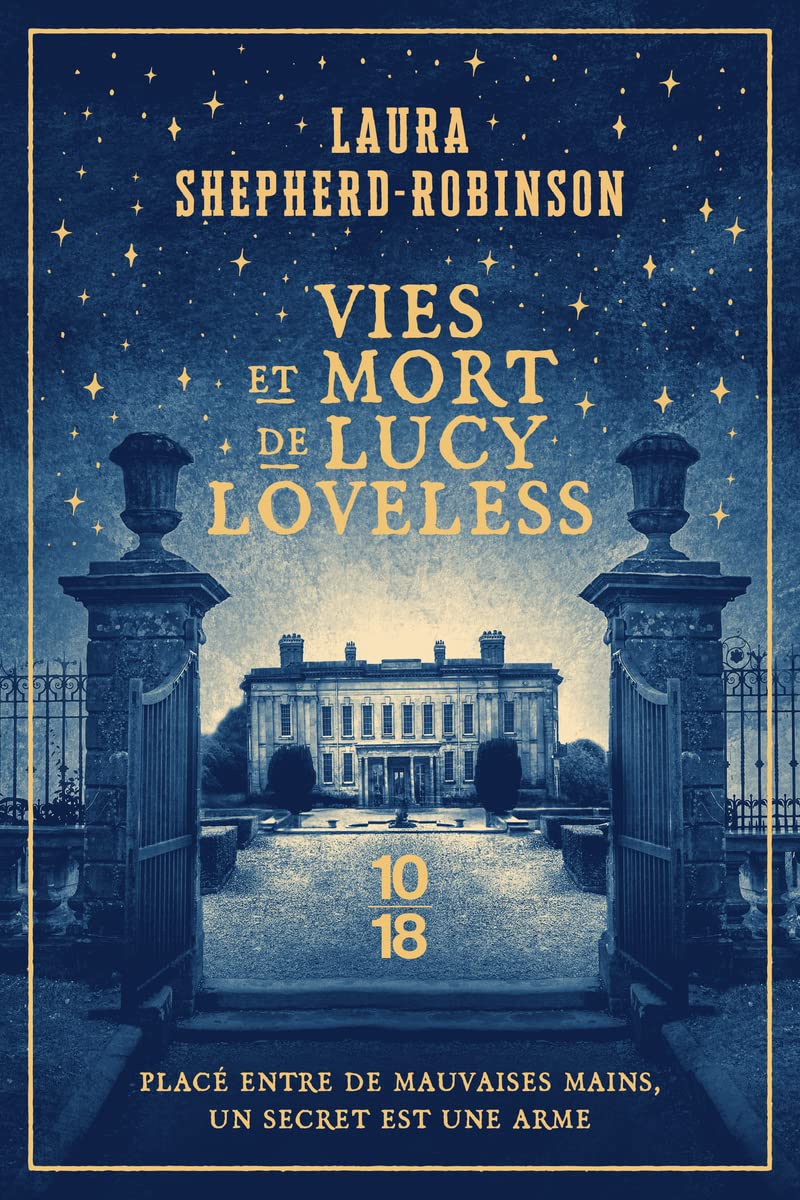 LAURA
SHEPHERD-ROBINSON
VIES
ET MORT
DE LUCY
LOVELESS
10
18
PLACÉ ENTRE DE MAUVAISES MAINS,
UN SECRET EST UNE ARME